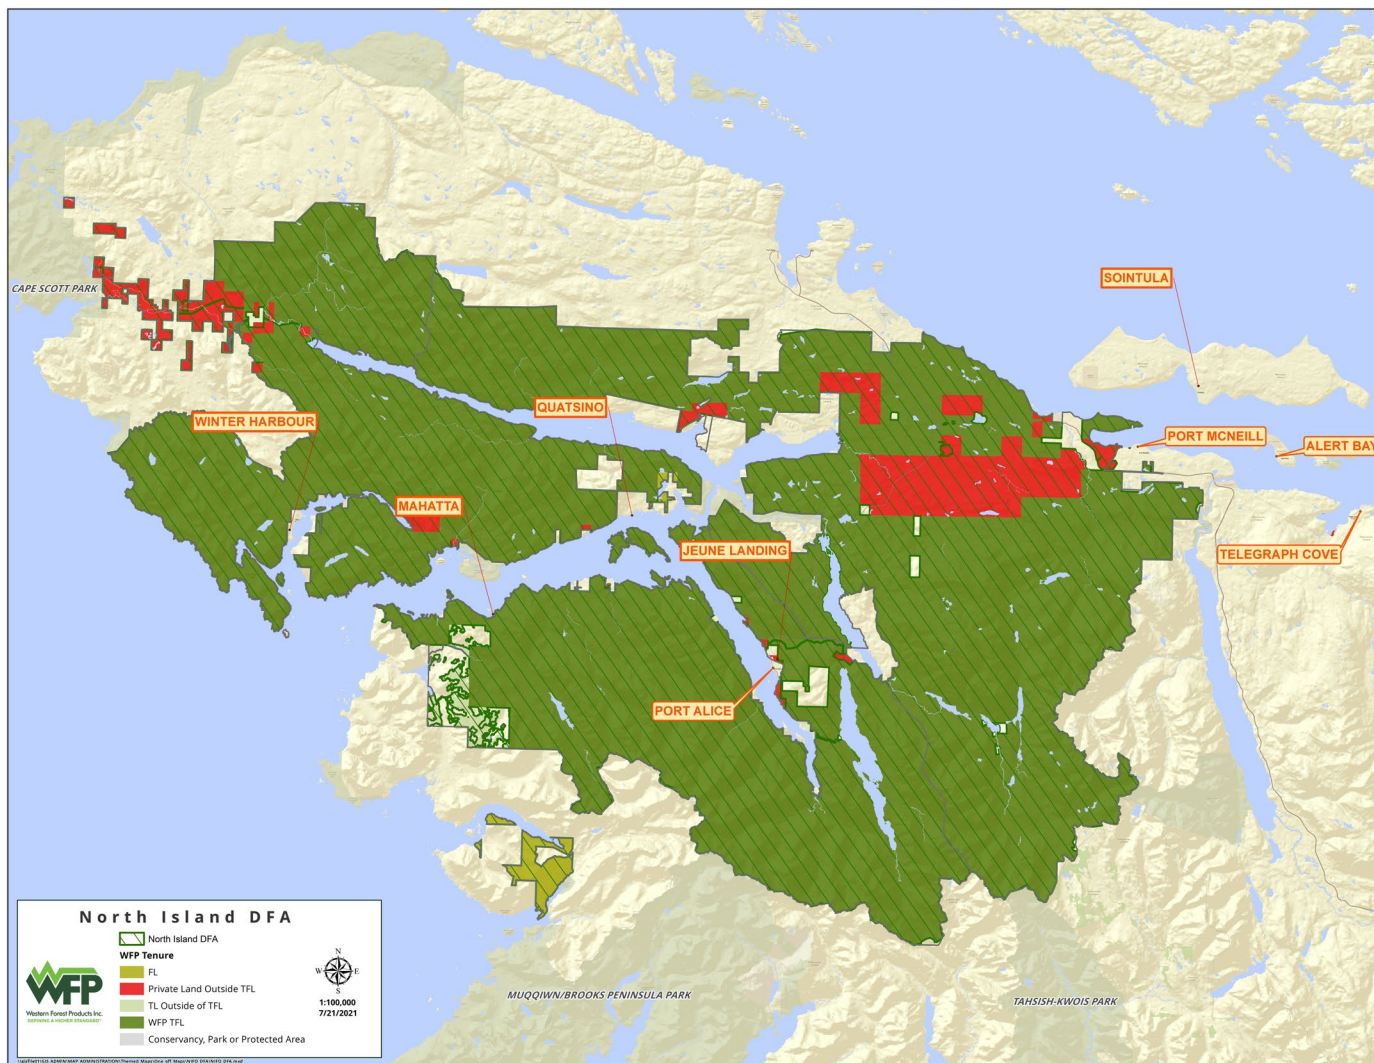 SOINTULA
CAPE SCOTT PARK
WINTER HARBOUR
QUATSINO
PORT MCNEILL
ALERT BAY
MAHATTA
JEUNE LANDING
TELEGRAPH COVE
PORT ALICE
MUQQIWN/BROOKS PENINSULA PARK
TAHSISH-KWOIS PARK
North Island DFA
North Island DFA
WFP Tenure
FL
Private Land Outside TFL
TL Outside of TFL
WFP TFL
Conservancy, Park or Protected Area
WFP
Western Forest Products Inc.
DEFINING A HIGHER STANDARD™
N
W E
S
1:100,000
7/21/2021